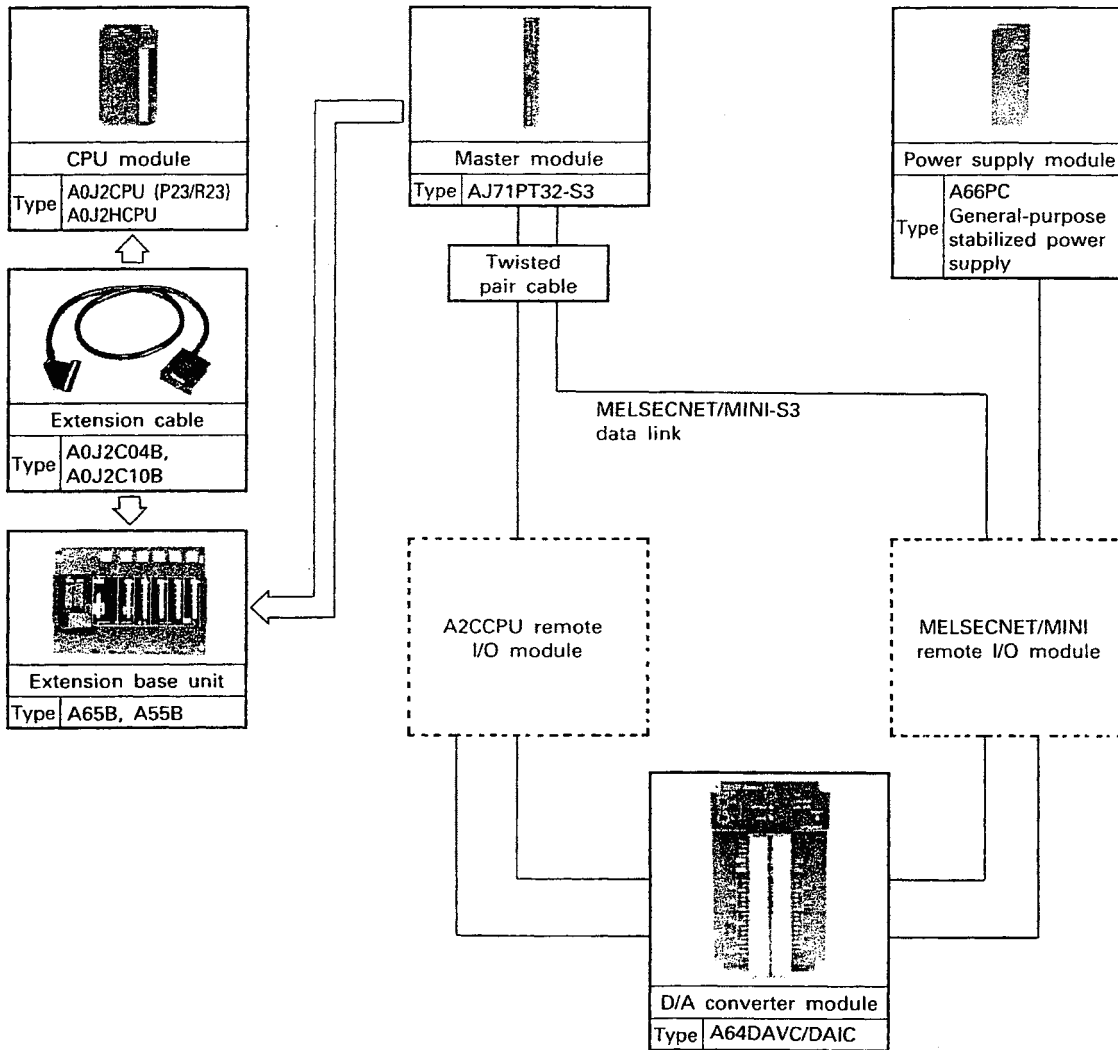 CPU module
Type
A0J2CPU (P23/R23)
A0J2HCPU
Extension cable
Type
A0J2C04B,
A0J2C10B
Extension base unit
Type
A65B, A55B
Master module
Type
AJ71PT32-S3
Twisted
pair cable
MELSECNET/MINI-S3
data link
Power supply module
Type
A66PC
General-purpose
stabilized power
supply
A2CCPU remote
I/O module
MELSECNET/MINI
remote I/O module
D/A converter module
Type
A64DAVC/DAIC